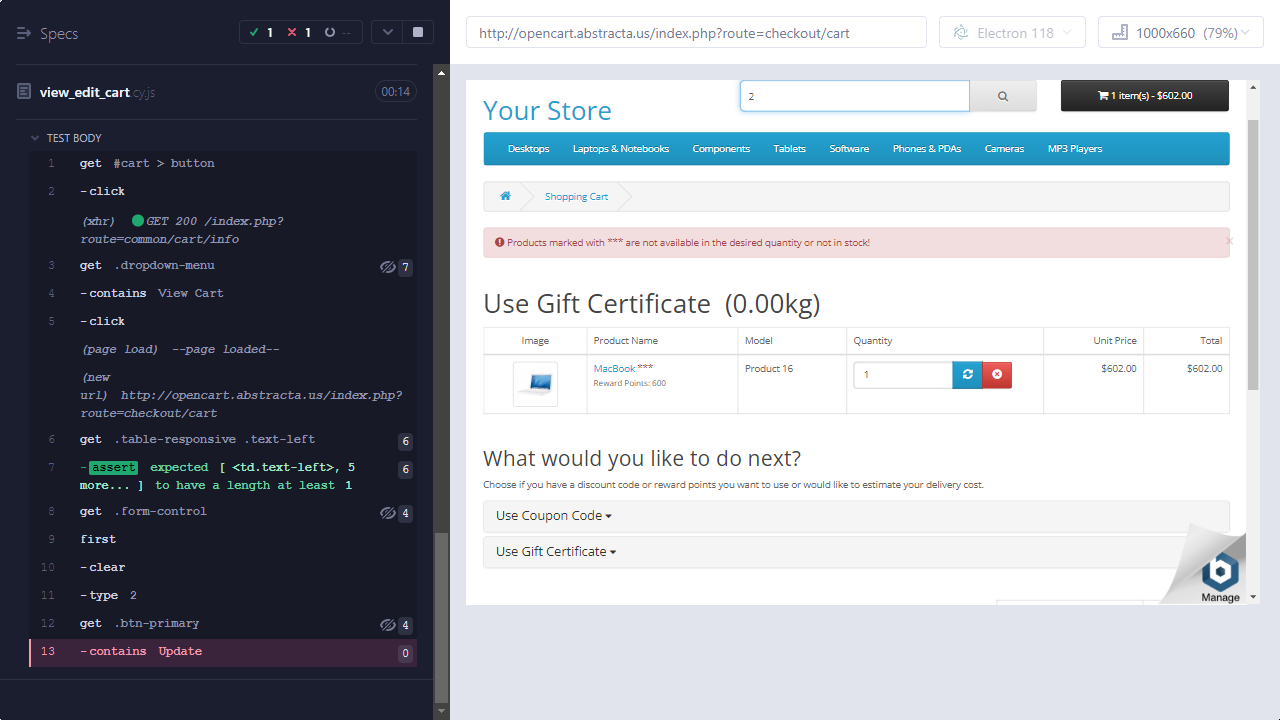 Specs
1
1
--
http://opencart.abstracta.us/index.php?route=checkout/cart
Electron 118
1000x660 (79%)
view_edit_cart.cy.js
00:14
TEST BODY
1 get #cart > button
2 -click
(xhr) GET 200 /index.php?
route=common/cart/info
3 get .dropdown-menu 7
4 -contains View Cart
5 -click
(page load) --page loaded--
(new
url) http://opencart.abstracta.us/index.php?
route=checkout/cart
6 get .table-responsive .text-left 6
7 -assert expected [ <td.text-left>, 5 6
more... ] to have a length at least 1
8 get .form-control 4
9 first
10 -clear
11 -type 2
12 get .btn-primary 4
13 -contains Update 0
Your Store
2
1 item(s) - $602.00
Desktops Laptops & Notebooks Components Tablets Software Phones & PDAs Cameras MP3 Players
Shopping Cart
Products marked with *** are not available in the desired quantity or not in stock!
×
Use Gift Certificate (0.00kg)
Image Product Name Model Quantity Unit Price Total
MacBook *** Product 16 1 $602.00 $602.00
Reward Points: 600
What would you like to do next?
Choose if you have a discount code or reward points you want to use or would like to estimate your delivery cost.
Use Coupon Code
Use Gift Certificate
b
Manage